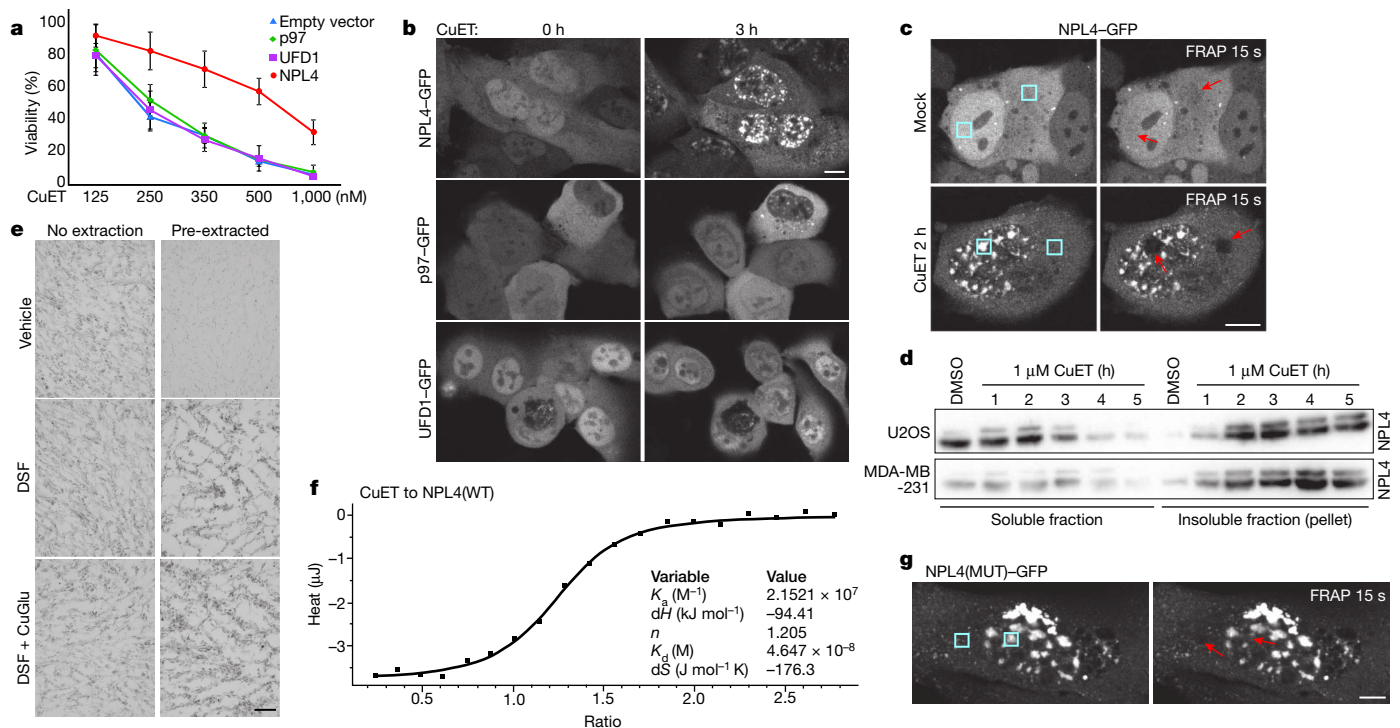 a
100
80
60
40
20
0
Viability (%)
Empty vector
p97
UFD1
NPL4
CuET 125 250 350 500 1,000 (nM)
b
CuET: 0 h 3 h
NPL4–GFP
p97–GFP
UFD1–GFP
c
NPL4–GFP
FRAP 15 s
Mock
FRAP 15 s
CuET 2 h
d
DMSO 1 μM CuET (h) DMSO 1 μM CuET (h)
1 2 3 4 5 1 2 3 4 5
U2OS NPL4
MDA-MB
-231 NPL4
Soluble fraction Insoluble fraction (pellet)
e
No extraction Pre-extracted
Vehicle
DSF
DSF + CuGlu
f
CuET to NPL4(WT)
0
–1
–2
–3
Heat (μJ)
Variable Value
Ka (M–1) 2.1521 × 107
dH (kJ mol–1) –94.41
n 1.205
Kd (M) 4.647 × 10–8
dS (J mol–1 K) –176.3
0.5 1.0 1.5 2.0 2.5
Ratio
g
NPL4(MUT)–GFP
FRAP 15 s